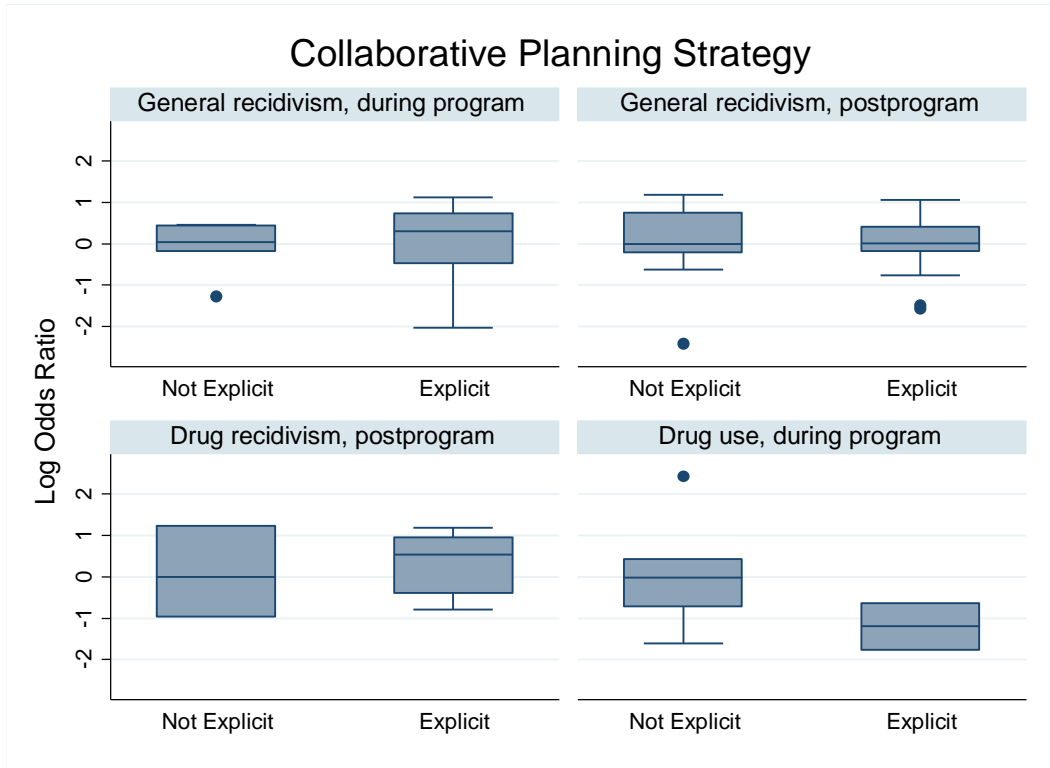 Collaborative Planning Strategy
General recidivism, during program
General recidivism, postprogram
2
1
0
-1
-2
Not Explicit
Explicit
Not Explicit
Explicit
Log Odds Ratio
Drug recidivism, postprogram
Drug use, during program
2
1
0
-1
-2
Not Explicit
Explicit
Not Explicit
Explicit